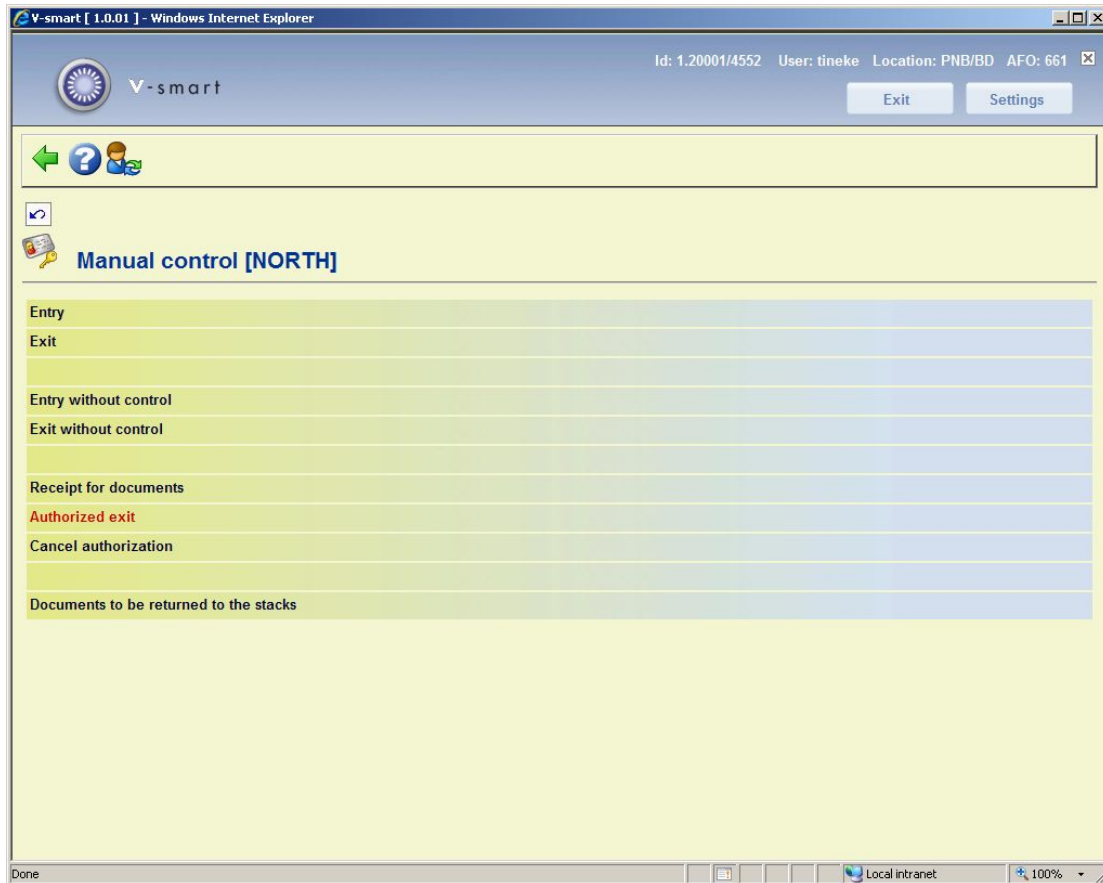 V-smart [ 1.0.01 ] - Windows Internet Explorer
Id: 1.20001/4552 User: tineke Location: PNB/BD AFO: 661
V-smart
Exit Settings
Manual control [NORTH]
Entry
Exit
Entry without control
Exit without control
Receipt for documents
Authorized exit
Cancel authorization
Documents to be returned to the stacks
Done Local intranet 100%